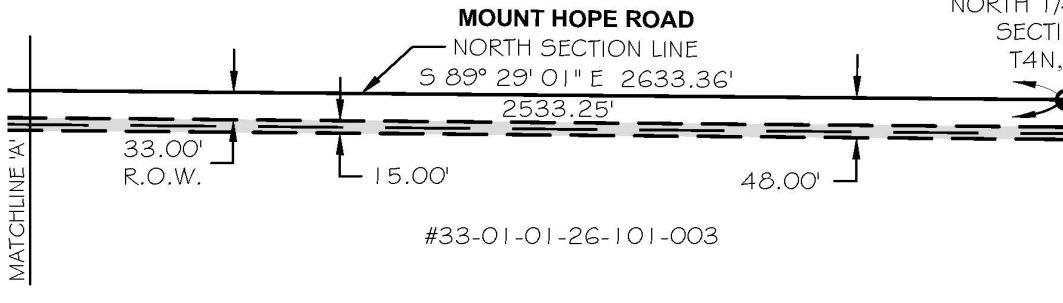 MOUNT HOPE ROAD
NORTH SECTION LINE
S 89° 29' 01" E 2633.36'
2533.25'
NORTH 1/4
SECTI
T4N,
33.00'
R.O.W.
15.00'
48.00'
#33-01-01-26-101-003
MATCHLINE 'A'